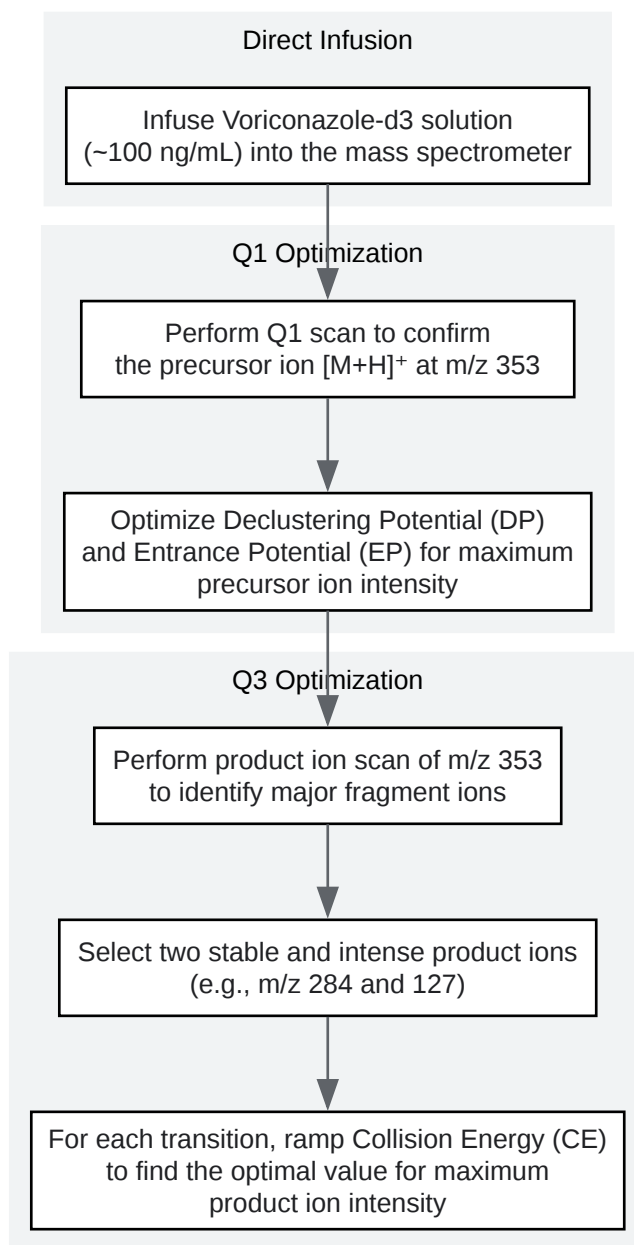 Direct Infusion
Infuse Voriconazole-d3 solution
(~100 ng/mL) into the mass spectrometer
Q1 Optimization
Perform Q1 scan to confirm
the precursor ion [M+H]⁺ at m/z 353
Optimize Declustering Potential (DP)
and Entrance Potential (EP) for maximum
precursor ion intensity
Q3 Optimization
Perform product ion scan of m/z 353
to identify major fragment ions
Select two stable and intense product ions
(e.g., m/z 284 and 127)
For each transition, ramp Collision Energy (CE)
to find the optimal value for maximum
product ion intensity